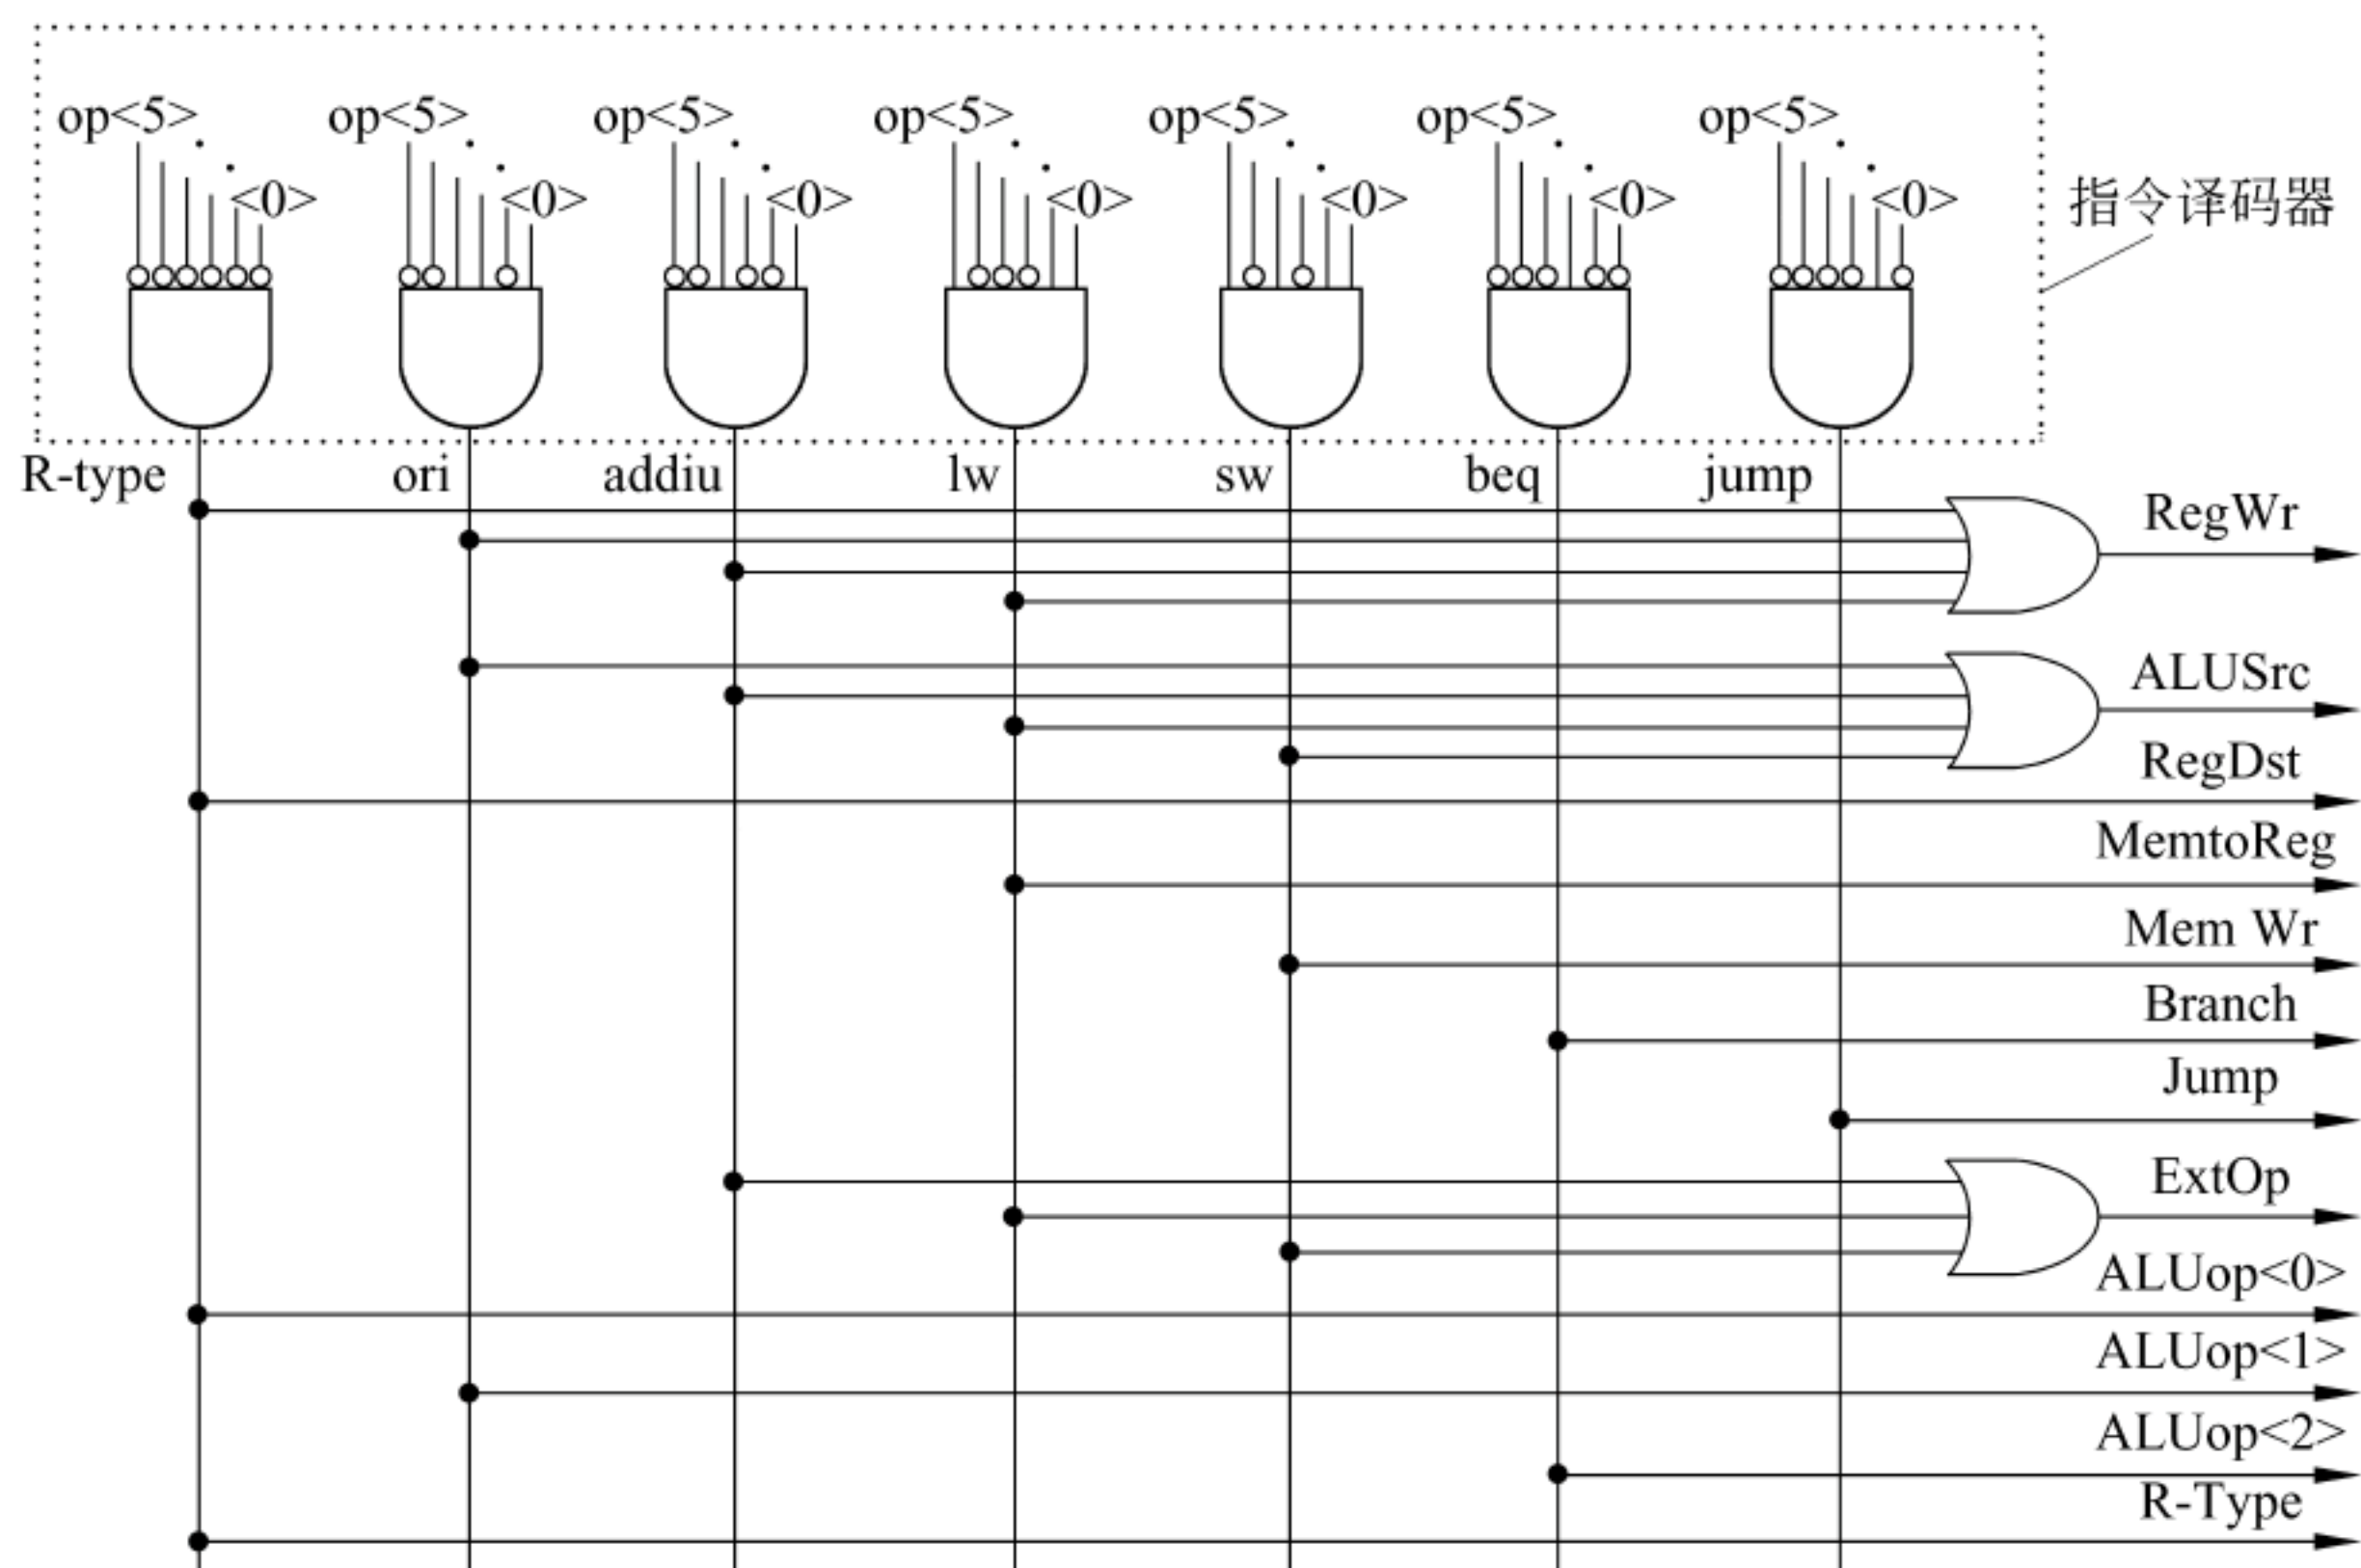 op<5> op<5> op<5> op<5> op<5> op<5> op<5>
<0> <0> <0> <0> <0> <0> <0>
指令译码器
R-type ori addiu lw sw beq jump
RegWr
ALUSrc
RegDst
MemtoReg
Mem Wr
Branch
Jump
ExtOp
ALUop<0>
ALUop<1>
ALUop<2>
R-Type